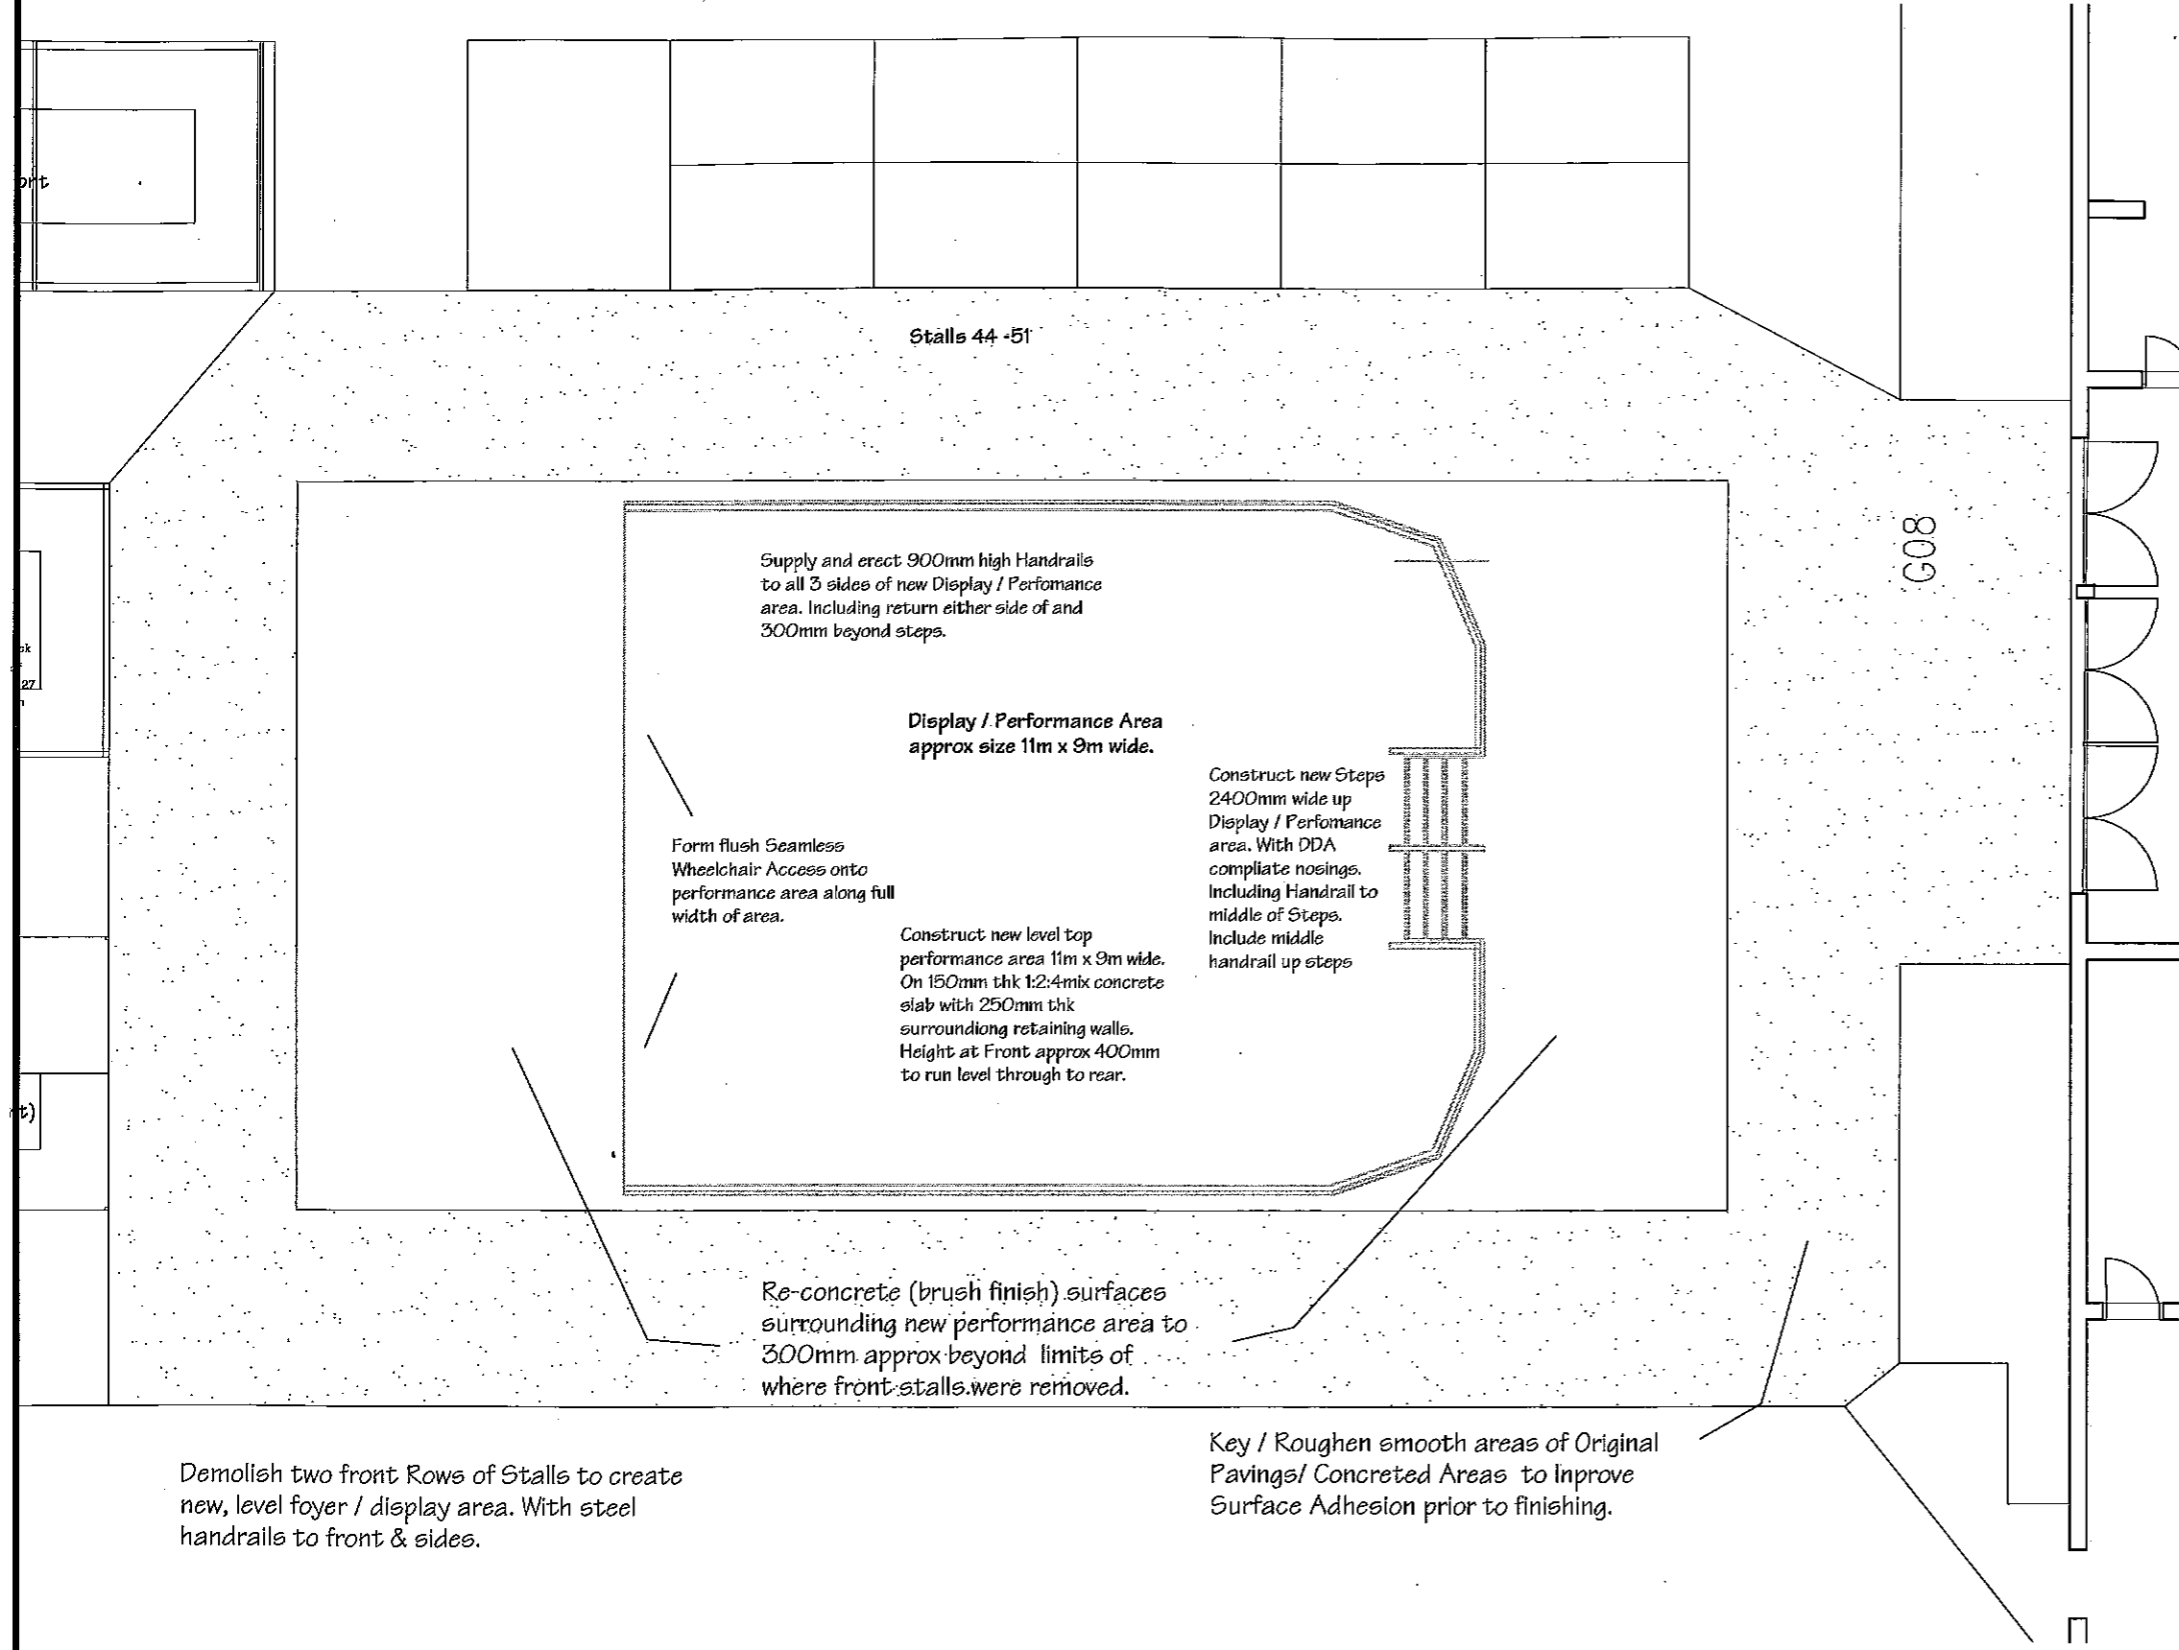 ort
Stalls 44 -51
G08
Supply and erect 900mm high Handrails
to all 3 sides of new Display / Perfomance
area. Including return either side of and
300mm beyond steps.
27
Display / Performance Area
approx size 11m x 9m wide.
Construct new Steps
2400mm wide up
Display / Perfomance
area. With DDA
compliate nosings.
Including Handrail to
middle of Steps.
Include middle
handrail up steps
Form flush Seamless
Wheelchair Access onto
performance area along full
width of area.
Construct new level top
performance area 11m x 9m wide.
On 150mm thk 1:2:4mix concrete
slab with 250mm thk
surroundiong retaining walls.
Height at Front approx 400mm
to run level through to rear.
Re-concrete (brush finish) surfaces
surrounding new performance area to
300mm approx beyond limits of
where front stalls were removed.
Key / Roughen smooth areas of Original
Pavings/ Concreted Areas to Inprove
Surface Adhesion prior to finishing.
Demolish two front Rows of Stalls to create
new, level foyer / display area. With steel
handrails to front & sides.